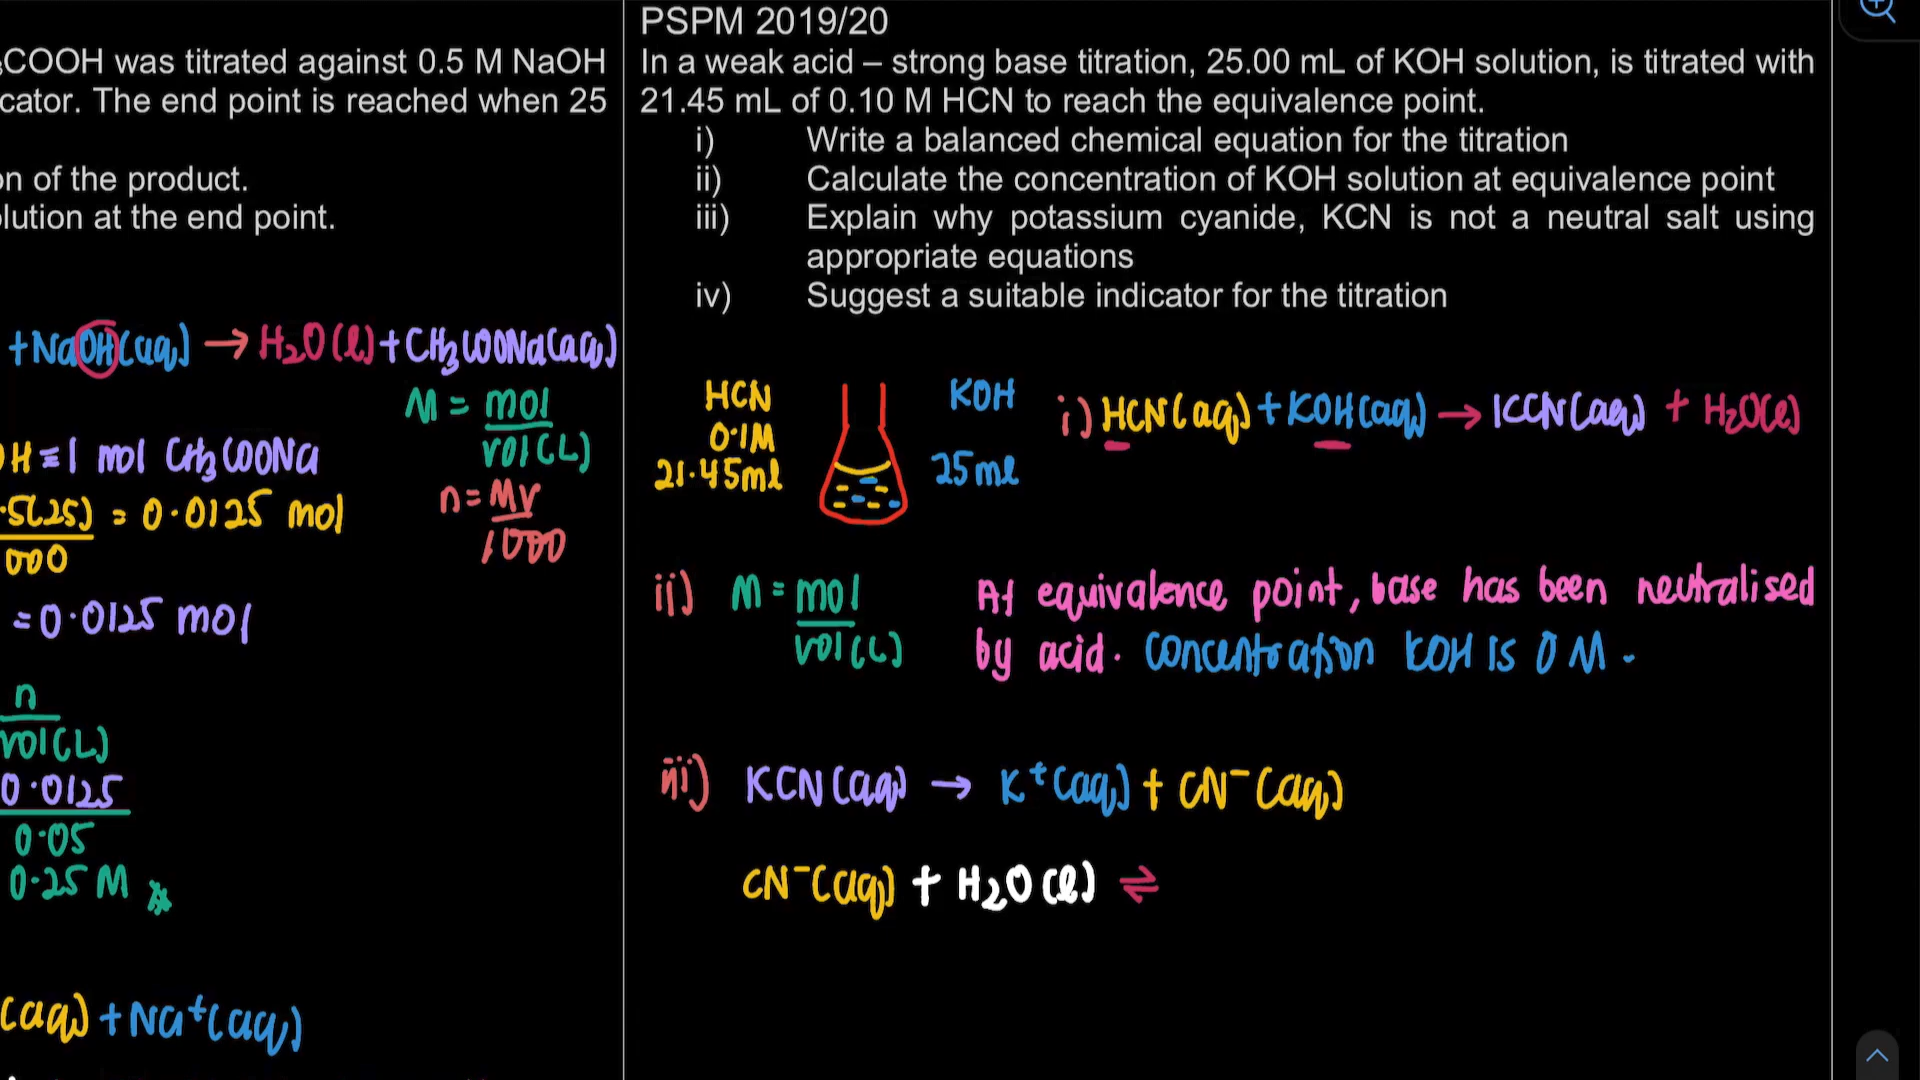 ₃COOH was titrated against 0.5 M NaOH
cator. The end point is reached when 25
on of the product.
lution at the end point.
+ NaOH(aq) → H₂O(l) + CH₃COONa(aq)
M = mol
vol(L)
OH ≡ 1 mol CH₃COONa
n = MV
1000
.5(25) = 0.0125 mol
000
= 0.0125 mol
n
vol(L)
0.0125
0.05
0.25 M
(aq) + Na⁺(aq)
PSPM 2019/20
In a weak acid – strong base titration, 25.00 mL of KOH solution, is titrated with
21.45 mL of 0.10 M HCN to reach the equivalence point.
i) Write a balanced chemical equation for the titration
ii) Calculate the concentration of KOH solution at equivalence point
iii) Explain why potassium cyanide, KCN is not a neutral salt using
appropriate equations
iv) Suggest a suitable indicator for the titration
HCN
0.1M
21.45ml
KOH
25ml
i) HCN(aq) + KOH(aq) → KCN(aq) + H₂O(l)
ii) M = mol
vol(L)
At equivalence point, base has been neutralised
by acid. Concentration KOH is 0 M.
iii) KCN(aq) → K⁺(aq) + CN⁻(aq)
CN⁻(aq) + H₂O(l) ⇌